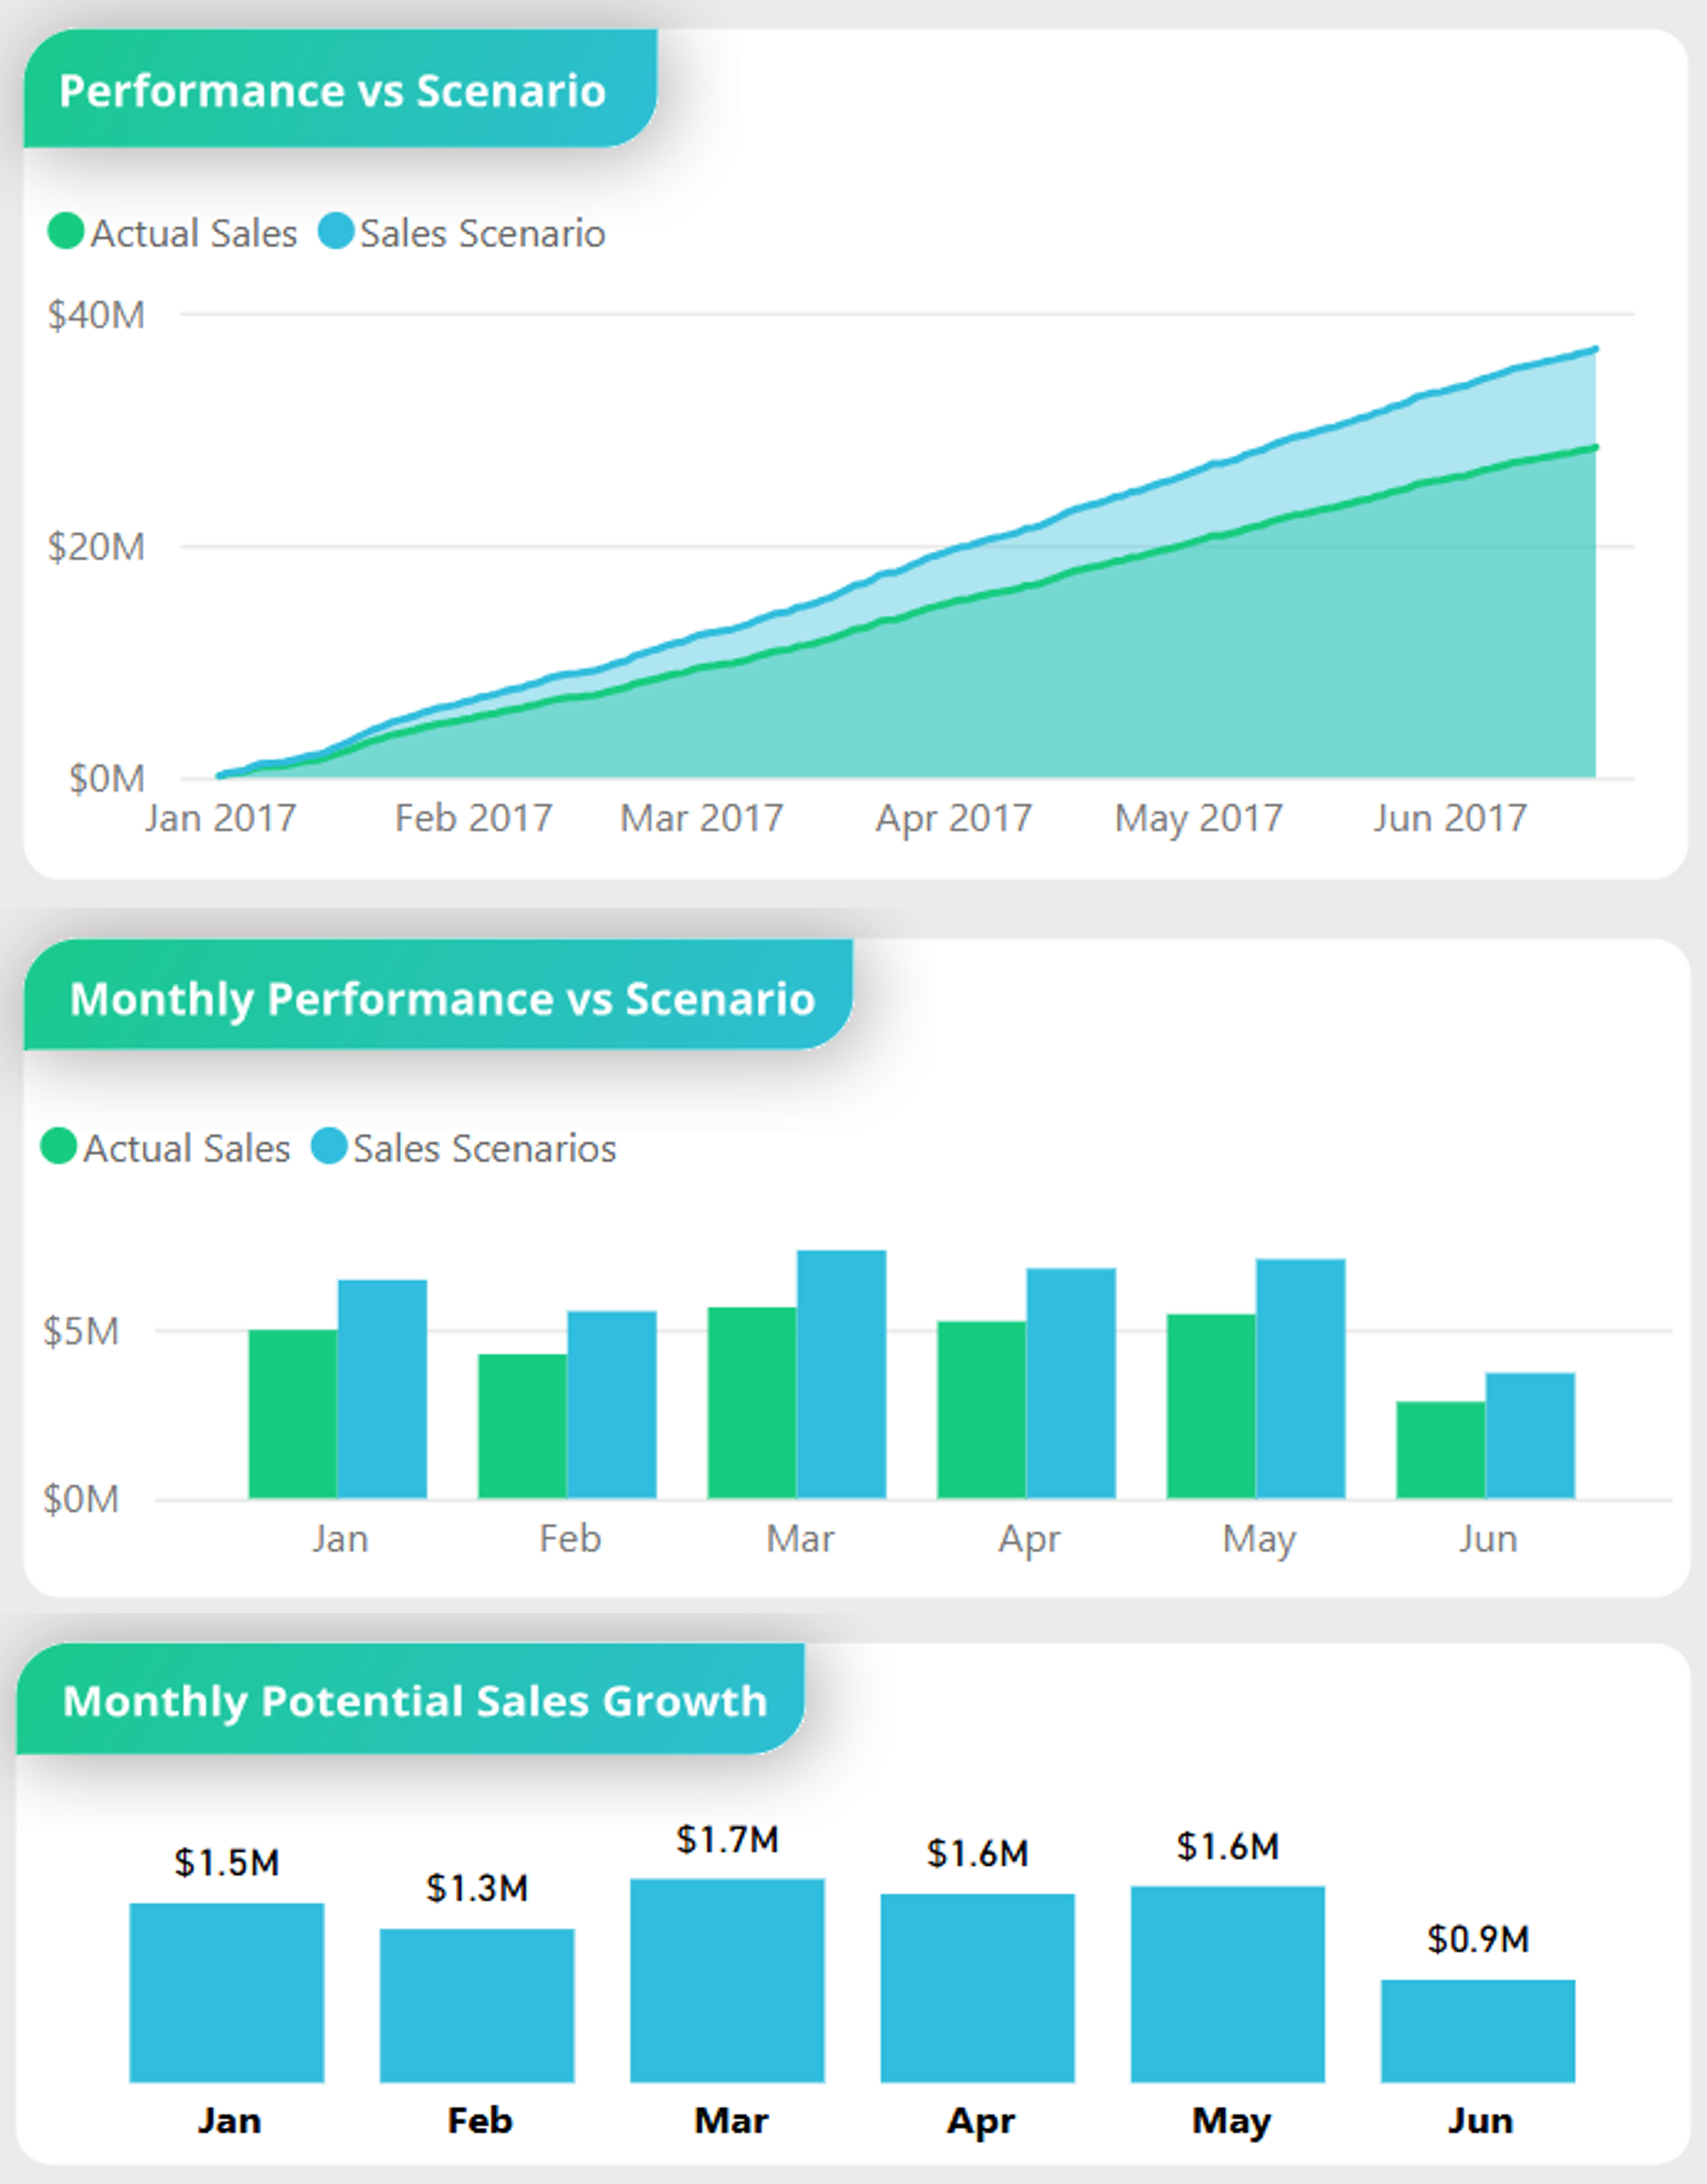 Performance vs Scenario
Actual Sales Sales Scenario
$40M
$20M
$0M
Jan 2017 Feb 2017 Mar 2017 Apr 2017 May 2017 Jun 2017
Monthly Performance vs Scenario
Actual Sales Sales Scenarios
$5M
$0M
Jan Feb Mar Apr May Jun
Monthly Potential Sales Growth
$1.5M $1.3M $1.7M $1.6M $1.6M $0.9M
Jan Feb Mar Apr May Jun